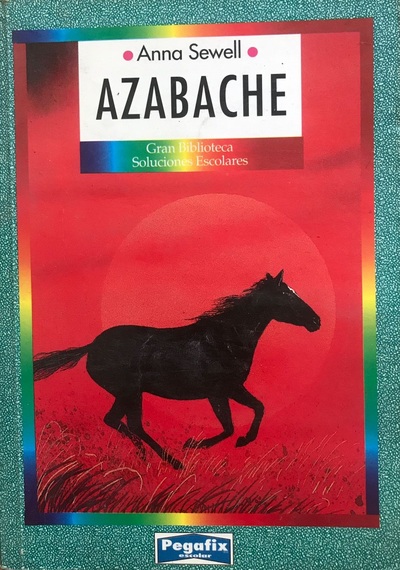 • Anna Sewell •
AZABACHE
Gran Biblioteca
Soluciones Escolares
Pegafix
escolar